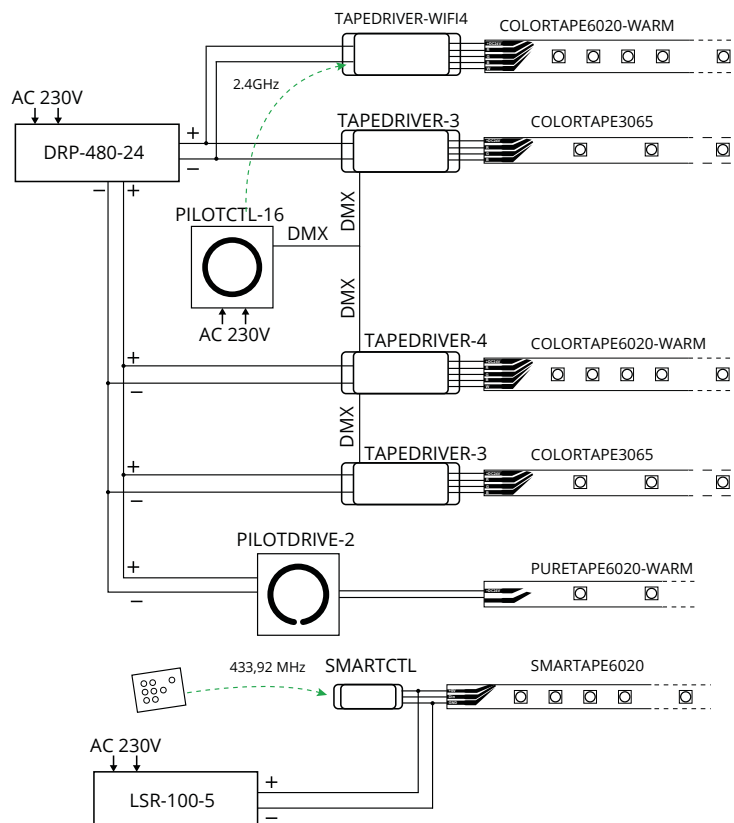 TAPEDRIVER-WIFI4
COLORTAPE6020-WARM
2.4GHz
AC 230V
TAPEDRIVER-3
COLORTAPE3065
+
DRP-480-24
−
− +
PILOTCTL-16
DMX
DMX
DMX
AC 230V
TAPEDRIVER-4
COLORTAPE6020-WARM
+
−
DMX
TAPEDRIVER-3
COLORTAPE3065
+
−
PILOTDRIVE-2
PURETAPE6020-WARM
+
−
433,92 MHz
SMARTCTL
SMARTAPE6020
AC 230V
+
LSR-100-5
−